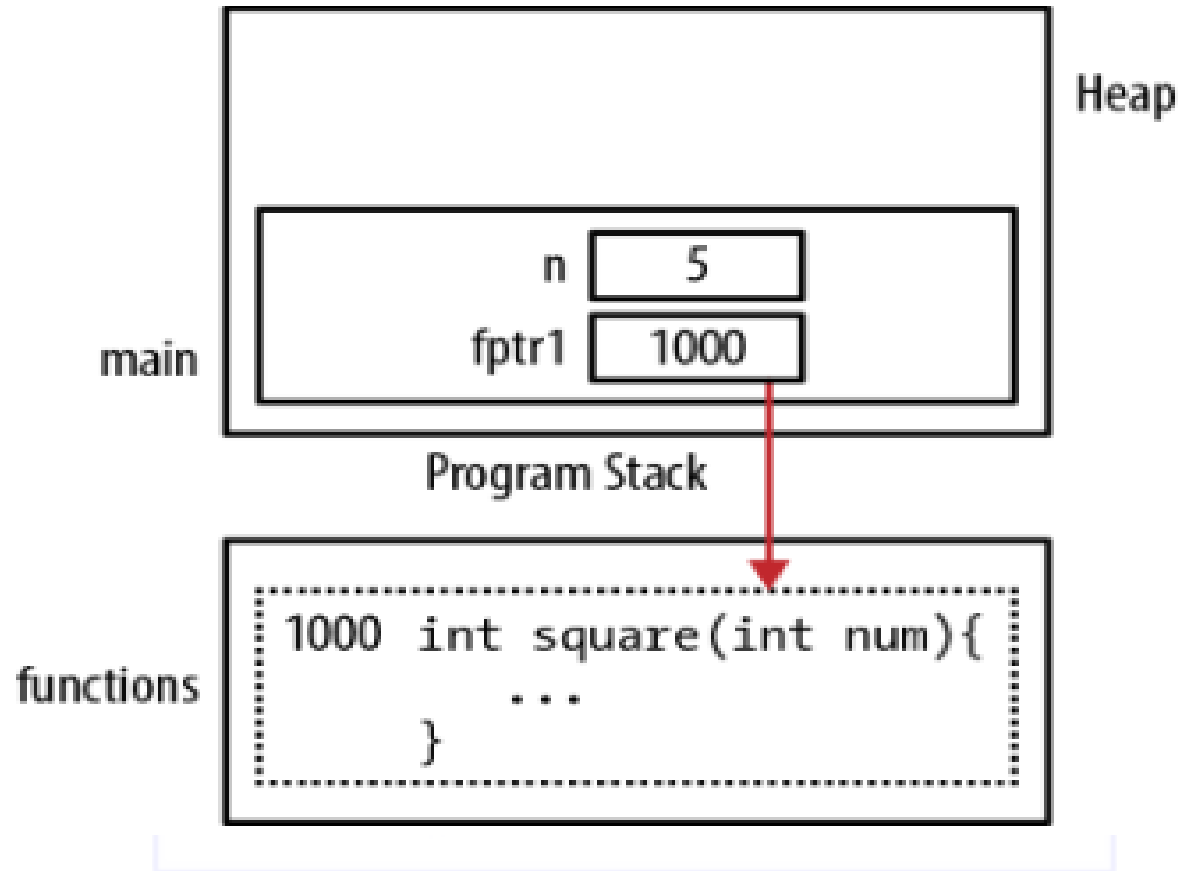 Heap
n 5
main fptr1 1000
Program Stack
1000 int square(int num){
functions ...
}